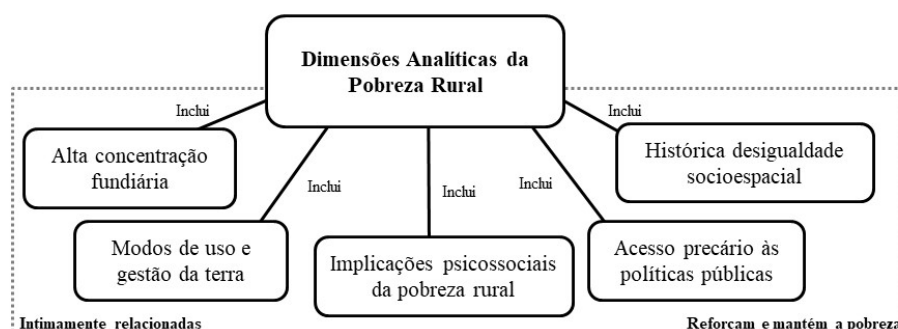 Dimensões Analíticas da
Pobreza Rural
Inclui
Alta concentração
fundiária
Inclui
Modos de uso e
gestão da terra
Inclui
Implicações psicossociais
da pobreza rural
Inclui
Acesso precário às
políticas públicas
Inclui
Histórica desigualdade
socioespacial
Intimamente relacionadas
Reforçam e mantém a pobreza